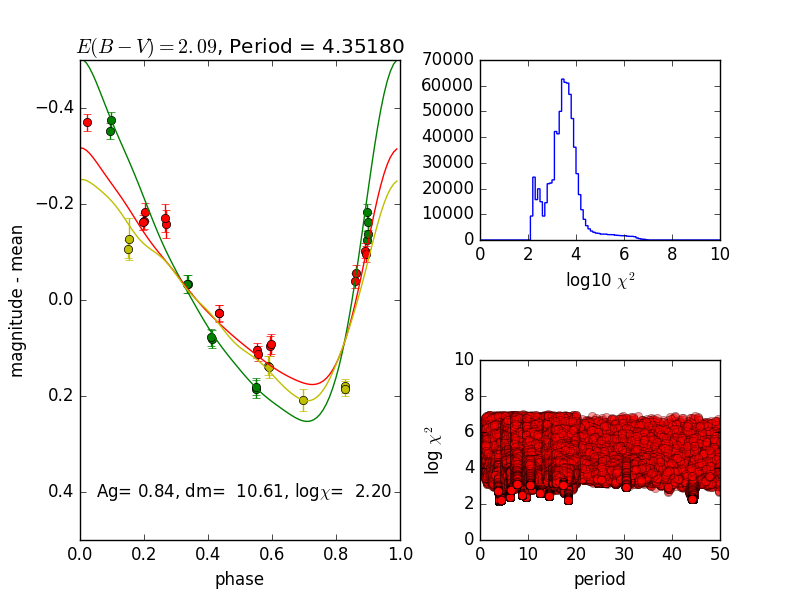 E(B − V) = 2.09, Period = 4.35180
magnitude - mean
−0.4
−0.2
0.0
0.2
0.4
Ag= 0.84, dm= 10.61, logχ= 2.20
0.0 0.2 0.4 0.6 0.8 1.0
phase
70000
60000
50000
40000
30000
20000
10000
0
0 2 4 6 8 10
log10 χ²
log χ²
10
8
6
4
2
0
0 10 20 30 40 50
period